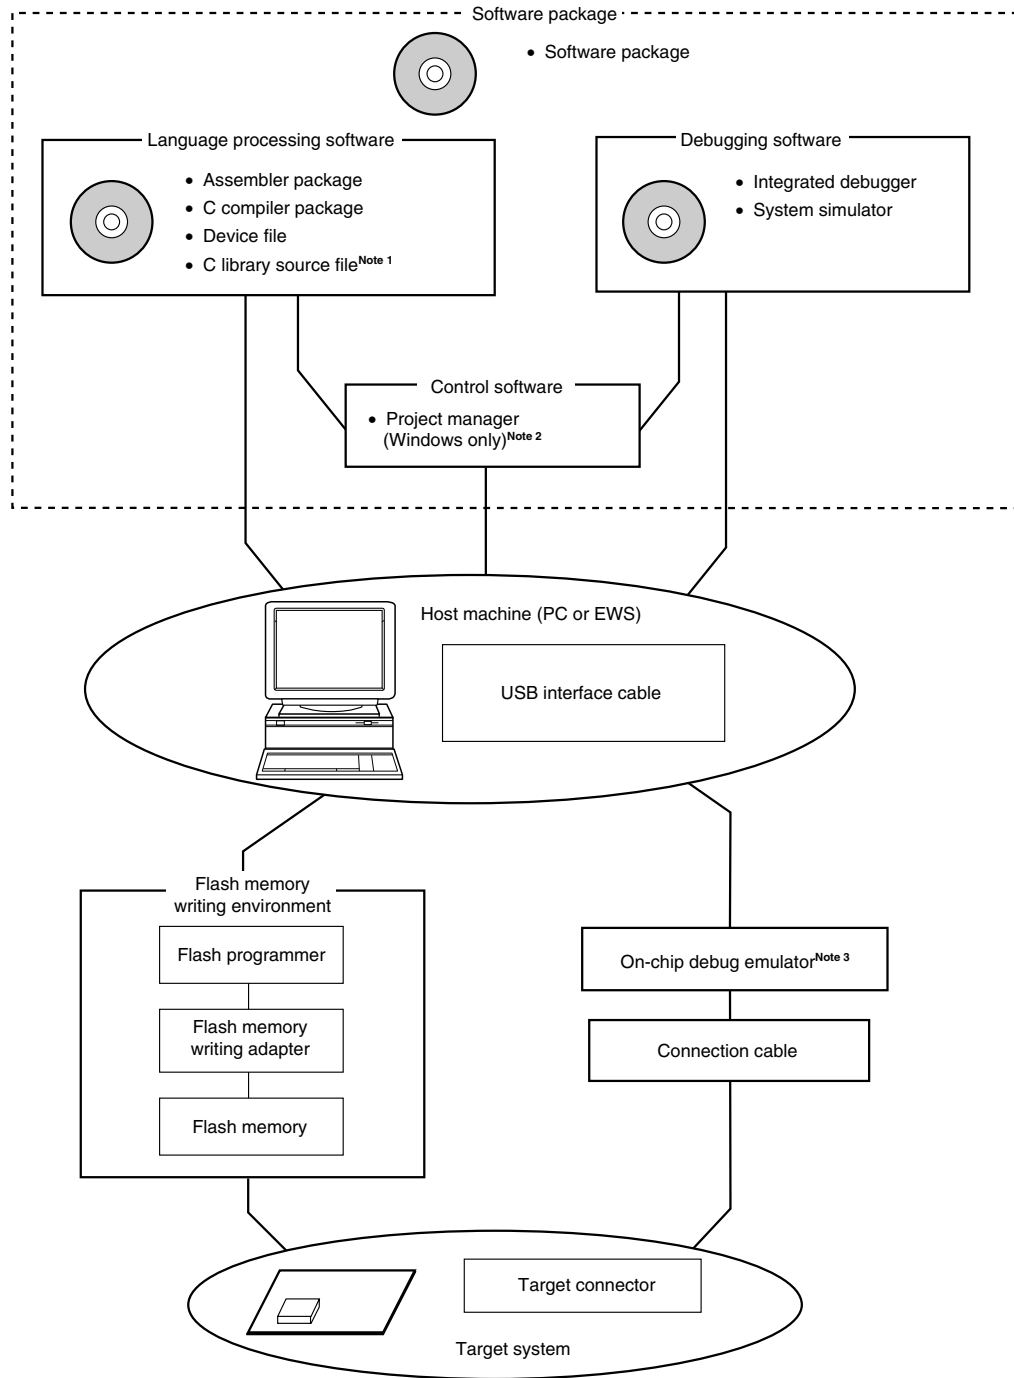 Software package
• Software package
Language processing software
• Assembler package
• C compiler package
• Device file
• C library source fileNote 1
Debugging software
• Integrated debugger
• System simulator
Control software
• Project manager
(Windows only)Note 2
Host machine (PC or EWS)
USB interface cable
Flash memory
writing environment
Flash programmer
Flash memory
writing adapter
Flash memory
On-chip debug emulatorNote 3
Connection cable
Target connector
Target system